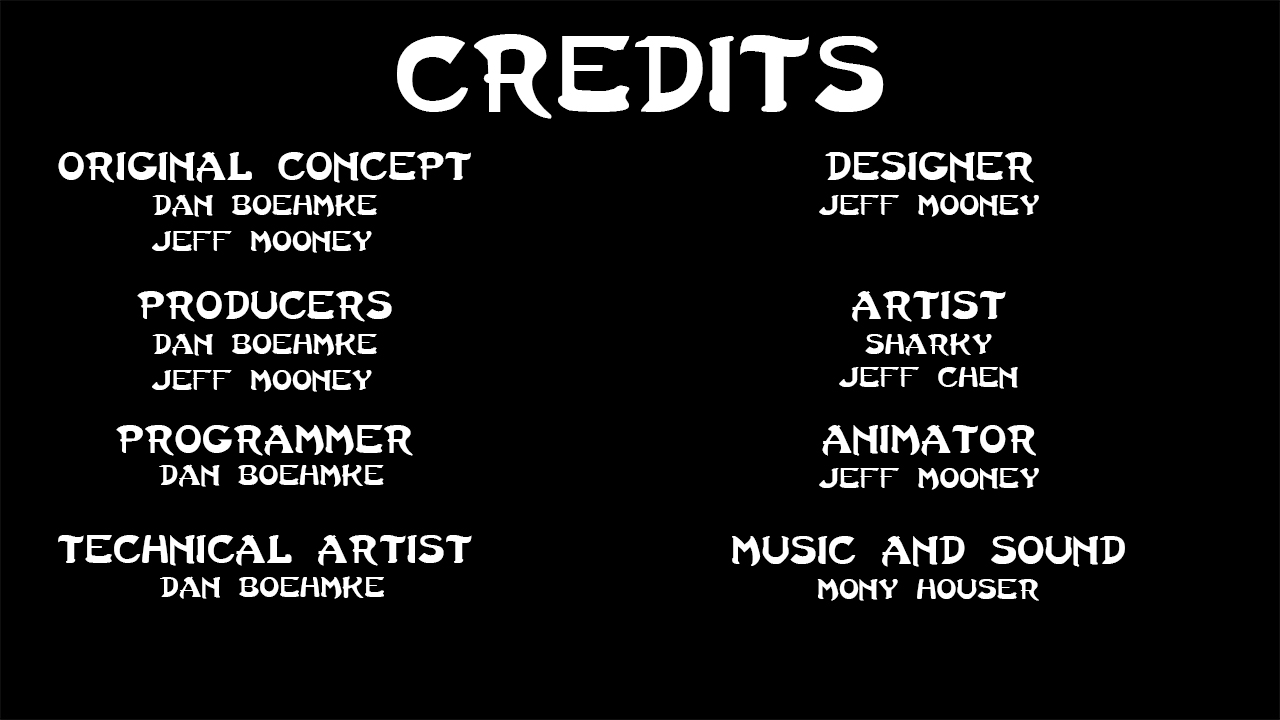 CREDITS
ORIGINAL CONCEPT
DAN BOEHMKE
JEFF MOONEY
PRODUCERS
DAN BOEHMKE
JEFF MOONEY
PROGRAMMER
DAN BOEHMKE
TECHNICAL ARTIST
DAN BOEHMKE
DESIGNER
JEFF MOONEY
ARTIST
SHARKY
JEFF CHEN
ANIMATOR
JEFF MOONEY
MUSIC AND SOUND
MONY HOUSER